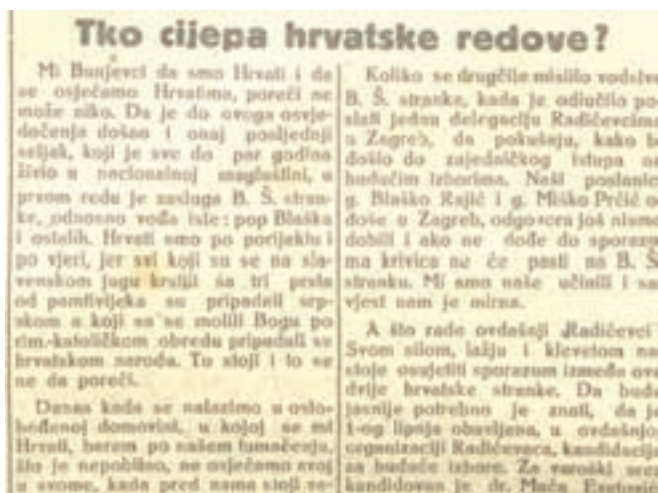 Tko cijepa hrvatske redove?
Mi Bunjevci da smo Hrvati i da
se osjećamo Hrvatima, poreći ne
može niko. Da je do ovoga osvje-
dočenja došao i onaj posljednji
seljak, koji je sve do par godina
živio u nacionalnoj magluštini, u
prvom redu je zasluga B. Š. stran-
ke, odnosno vođa iste: pop Blaška
i ostalih. Hrvati smo po porijeklu i
po vjeri, jer svi koji su se na sla-
venskom jugu krstili sa tri prsta
od pamtivijeka su pripadali srp-
skom a koji su se molili Bogu po
rim.-katoličkom obredu pripadali su
hrvatskom narodu. To stoji i to se
ne da poreći.
Danas kada se nalazimo u oslo-
bođenoj domovini, u kojoj se mi
Hrvati, barem po našem tumačenju,
što je nepobitno, ne osjećamo svoj
u svome, kada pred nama stoji ve-
Koliko se drugčije mislilo vodstvo
B. Š. stranke, kada je odlučilo po-
slati jednu delegaciju Radićevcima
u Zagreb, da pokušaju, kako bi
došlo do zajedničkog istupa na
budućim izborima. Naši poslanici
g. Blaško Rajić i g. Miško Prčić o
doše u Zagreb, odgovora još nismo
dobili i ako ne dođe do sporazu
ma krivica ne će pasti na B. Š.
stranku. Mi smo naše učinili i sa
vjest nam je mirna.
A što rade ovdašnji Radićevci
Svom silom, lažju i klevetom na
stoje osujetiti sporazum između ove
dvije hrvatske stranke. Da bude
jasnije potrebno je znati, da je
1-og lipnja obavljena, u ovdašnjoj
organizaciji Radićevaca, kandidacija
za buduće izbore. Za varoški srez
kandidovan je dr. Mača Evetović